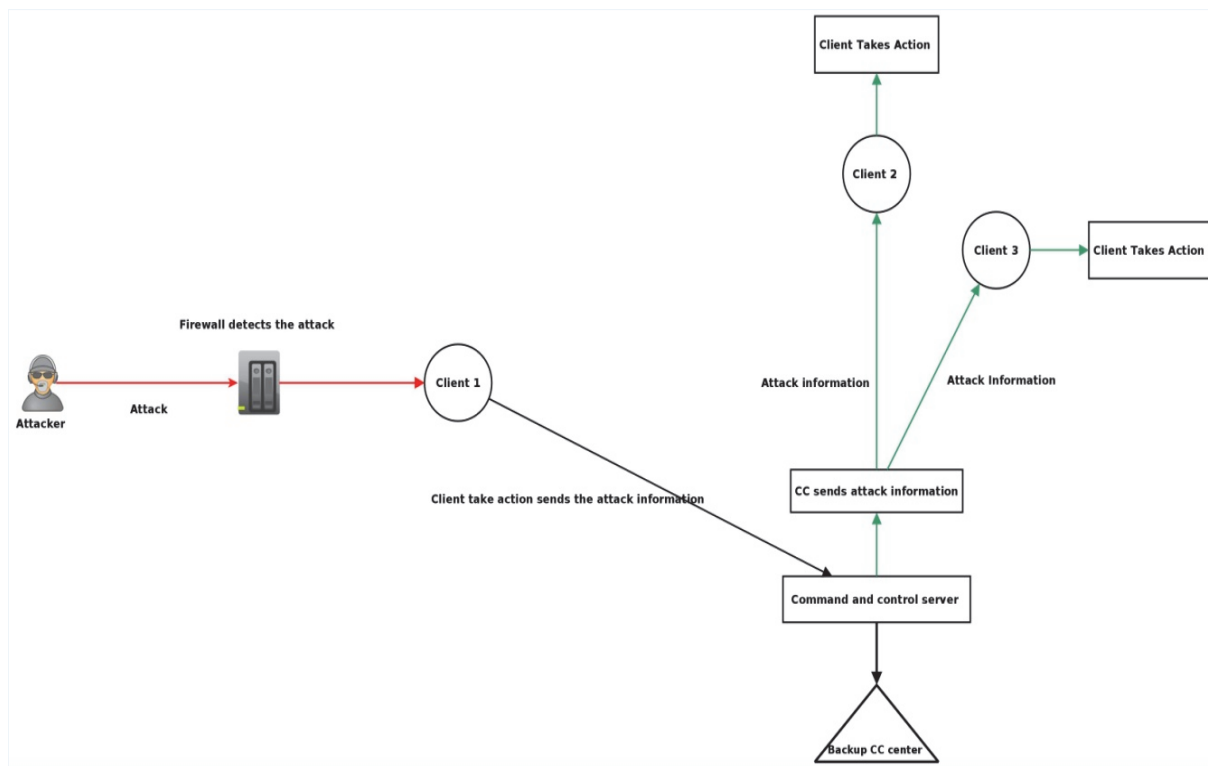 Client Takes Action
Client 2
Client 3
Client Takes Action
Firewall detects the attack
Client 1
Attack information
Attack Information
Attack
Attacker
CC sends attack information
Client take action sends the attack information
Command and control server
Backup CC center